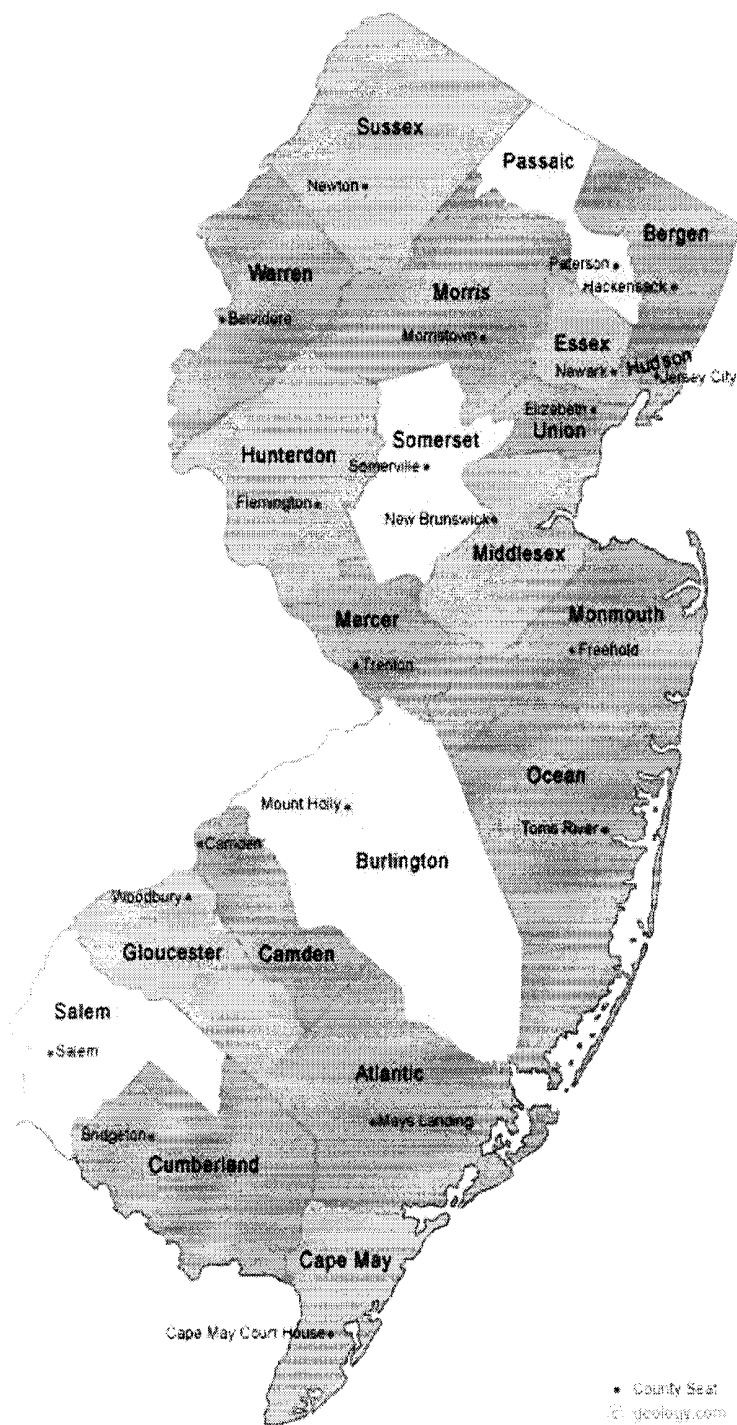 Sussex
Newton
Passaic
Bergen
Paterson
Hackensack
Warren
Morris
Belvidere
Morristown
Essex
Newark
Hudson
Jersey City
Elizabeth
Union
Hunterdon
Somerset
Somerville
Flemington
New Brunswick
Middlesex
Mercer
Monmouth
Trenton
Freehold
Ocean
Mount Holly
Toms River
Camden
Burlington
Woodbury
Gloucester
Camden
Salem
Salem
Atlantic
Mays Landing
Bridgeton
Cumberland
Cape May
Cape May Court House
County Seat
© geology.com